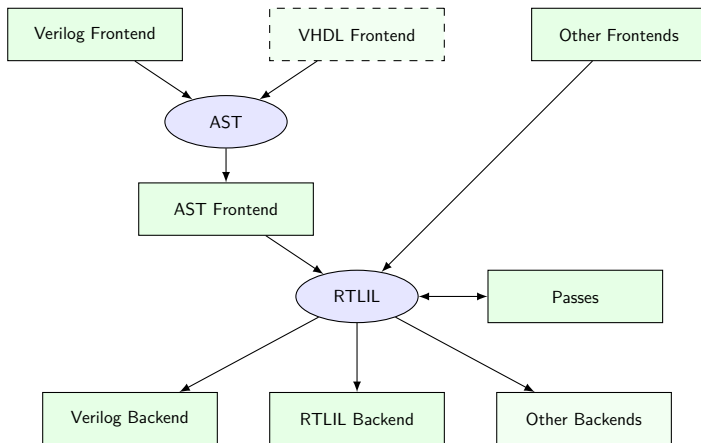 Verilog Frontend
VHDL Frontend
Other Frontends
AST
AST Frontend
RTLIL
Passes
Verilog Backend
RTLIL Backend
Other Backends